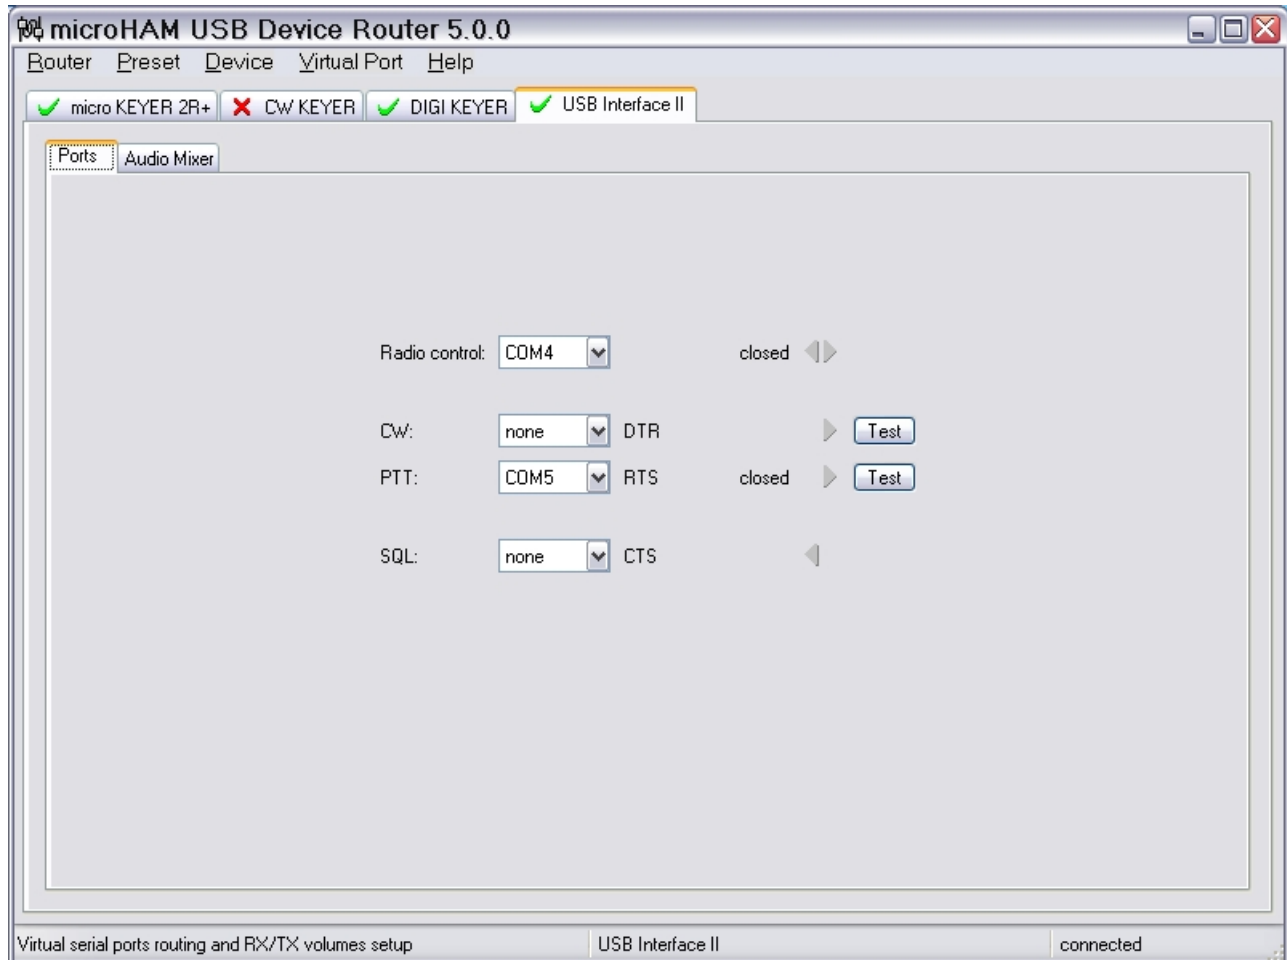 microHAM USB Device Router 5.0.0
Router Preset Device Virtual Port Help
micro KEYER 2R+ CW KEYER DIGI KEYER USB Interface II
Ports Audio Mixer
Radio control: COM4 closed
CW: none DTR Test
PTT: COM5 RTS closed Test
SQL: none CTS
Virtual serial ports routing and RX/TX volumes setup USB Interface II connected